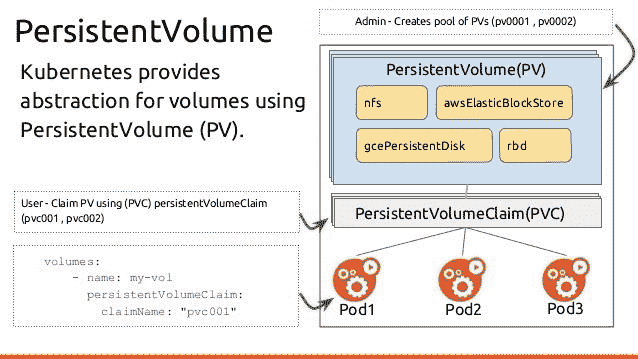 PersistentVolume
Kubernetes provides
abstraction for volumes using
PersistentVolume (PV).
Admin - Creates pool of PVs (pv0001 , pv0002)
PersistentVolume(PV)
nfs
awsElasticBlockStore
gcePersistentDisk
rbd
User - Claim PV using (PVC) persistentVolumeClaim
(pvc001 , pvc002)
PersistentVolumeClaim(PVC)
volumes:
- name: my-vol
persistentVolumeClaim:
claimName: "pvc001"
Pod1
Pod2
Pod3